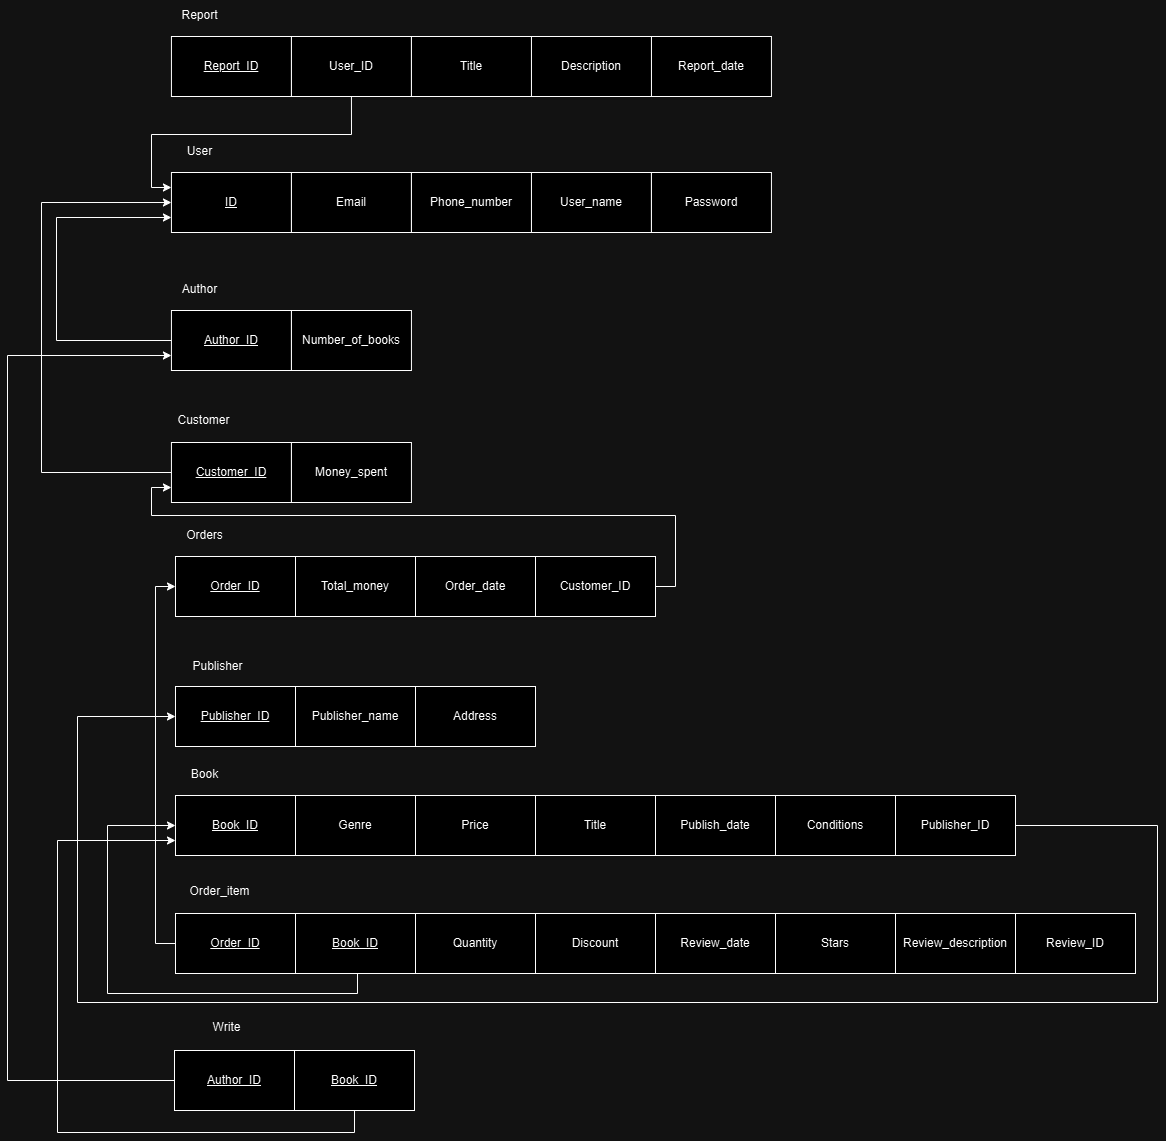 Report
Report_ID User_ID Title Description Report_date
User
ID Email Phone_number User_name Password
Author
Author_ID Number_of_books
Customer
Customer_ID Money_spent
Orders
Order_ID Total_money Order_date Customer_ID
Publisher
Publisher_ID Publisher_name Address
Book
Book_ID Genre Price Title Publish_date Conditions Publisher_ID
Order_item
Order_ID Book_ID Quantity Discount Review_date Stars Review_description Review_ID
Write
Author_ID Book_ID